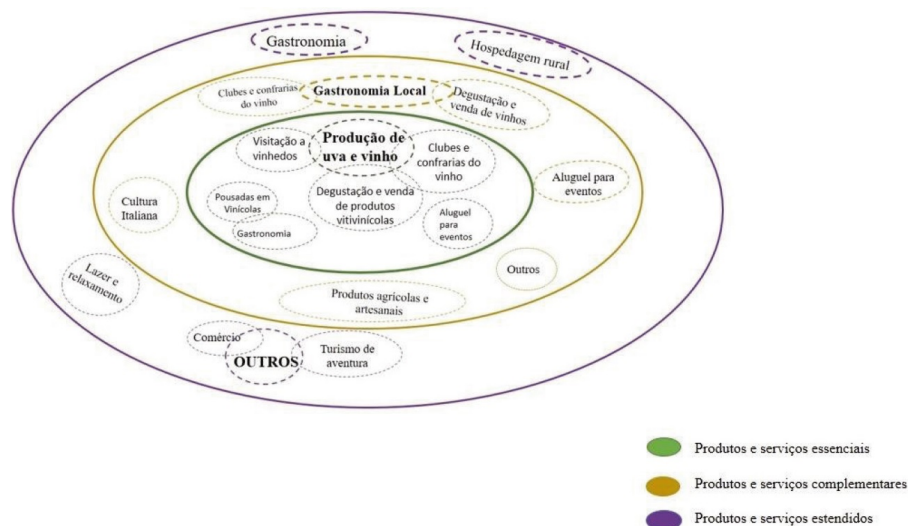 Gastronomia
Hospedagem rural
Clubes e confrarias
do vinho
Gastronomia Local
Degustação e
venda de vinhos
Visitação a
vinhedos
Produção de
uva e vinho
Clubes e
confrarias do
vinho
Aluguel para
eventos
Cultura
Italiana
Pousadas em
Vinícolas
Degustação e venda
de produtos
vitivinícolas
Aluguel
para
eventos
Gastronomia
Lazer e
relaxamento
Outros
Produtos agrícolas e
artesanais
Comércio
OUTROS
Turismo de
aventura
Produtos e serviços essenciais
Produtos e serviços complementares
Produtos e serviços estendidos